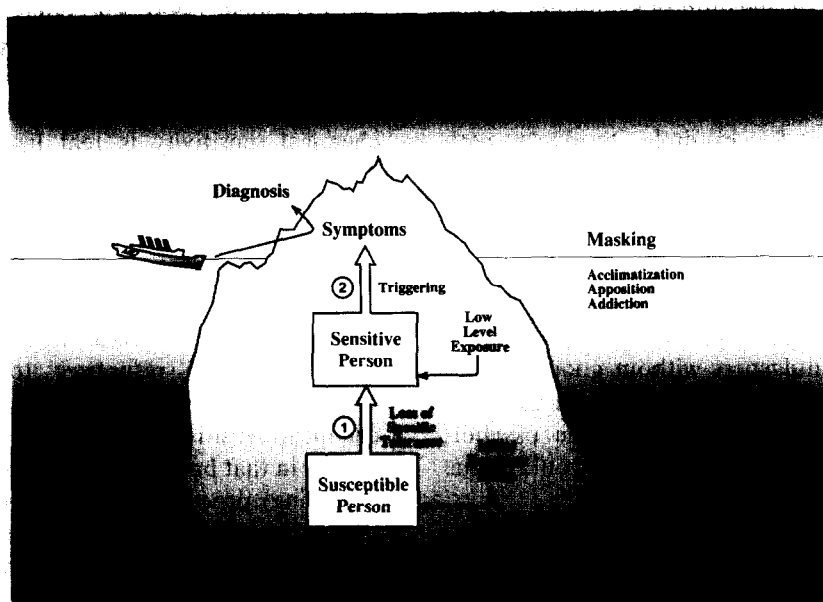 Diagnosis
Symptoms
Masking
Acclimatization
Apposition
Addiction
2
Triggering
Low
Level
Exposure
Sensitive
Person
1
Loss of
Specific
Tolerance
Susceptible
Person